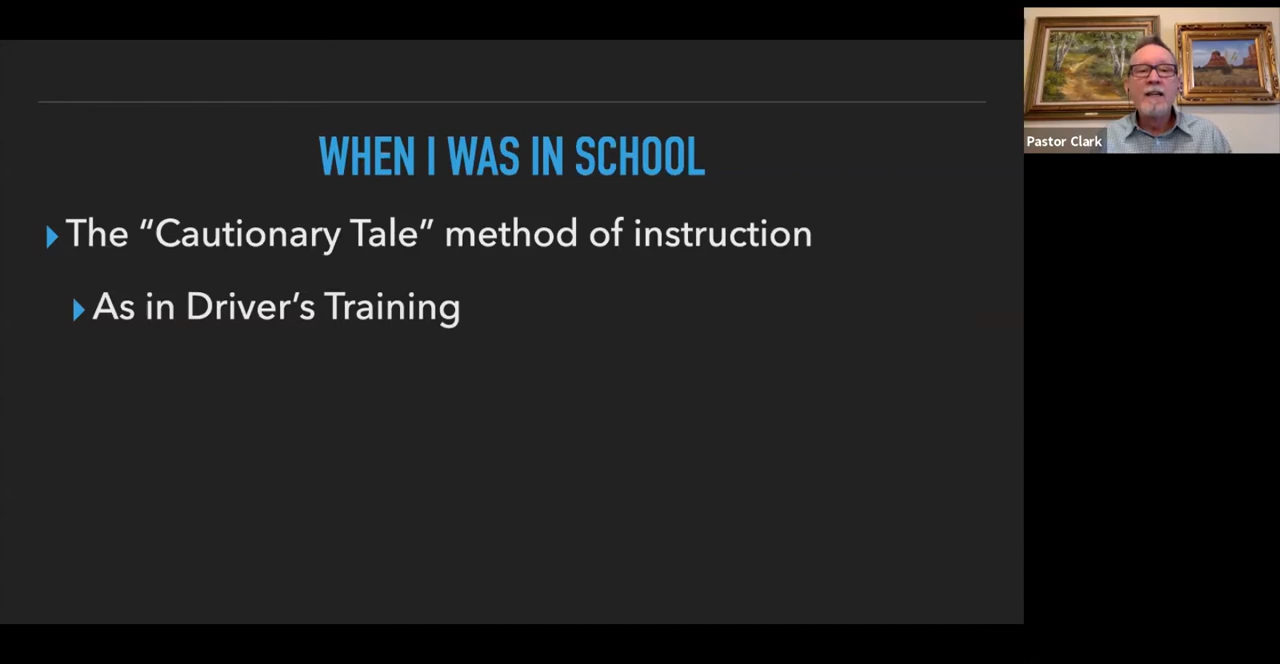 WHEN I WAS IN SCHOOL
The “Cautionary Tale” method of instruction
As in Driver’s Training
Pastor Clark